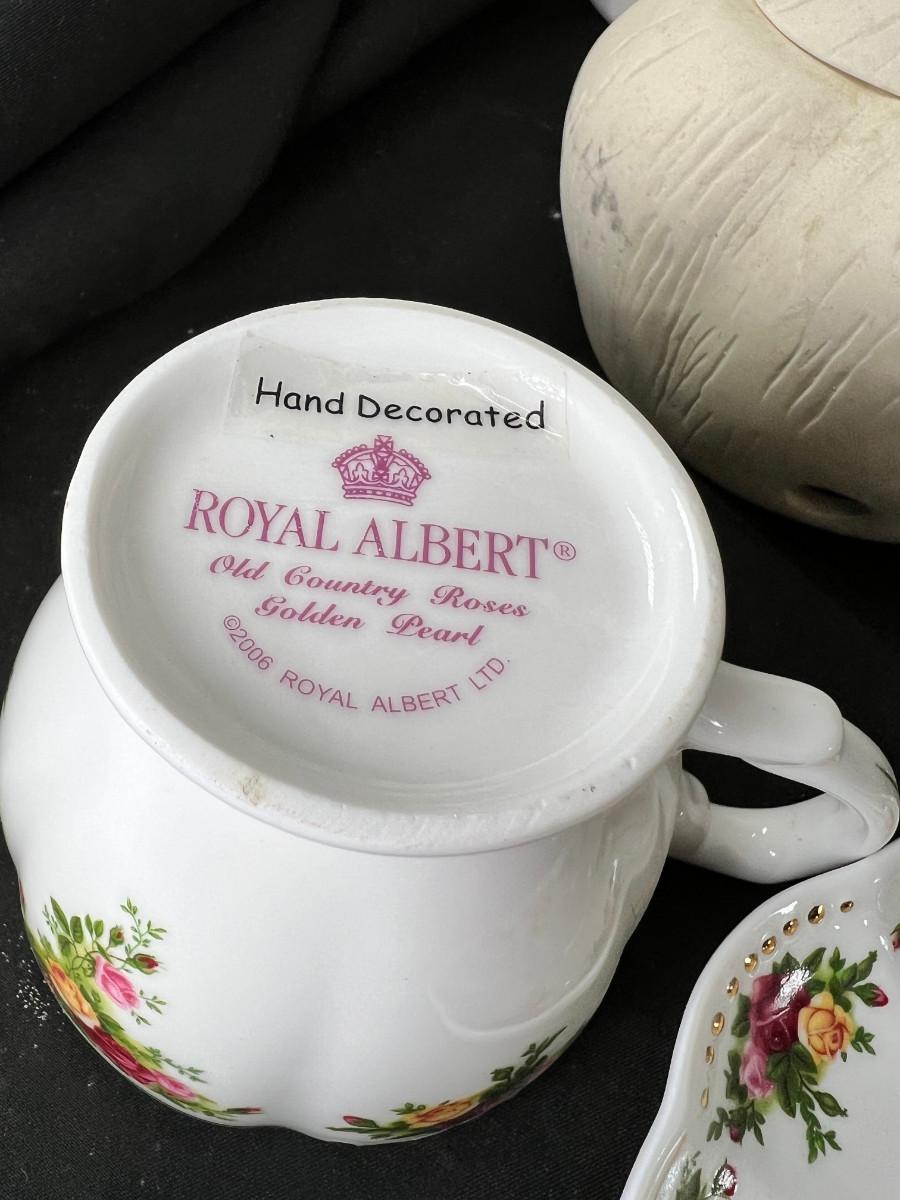 Hand Decorated
ROYAL ALBERT®
Old Country Roses
Golden Pearl
©2006 ROYAL ALBERT LTD.